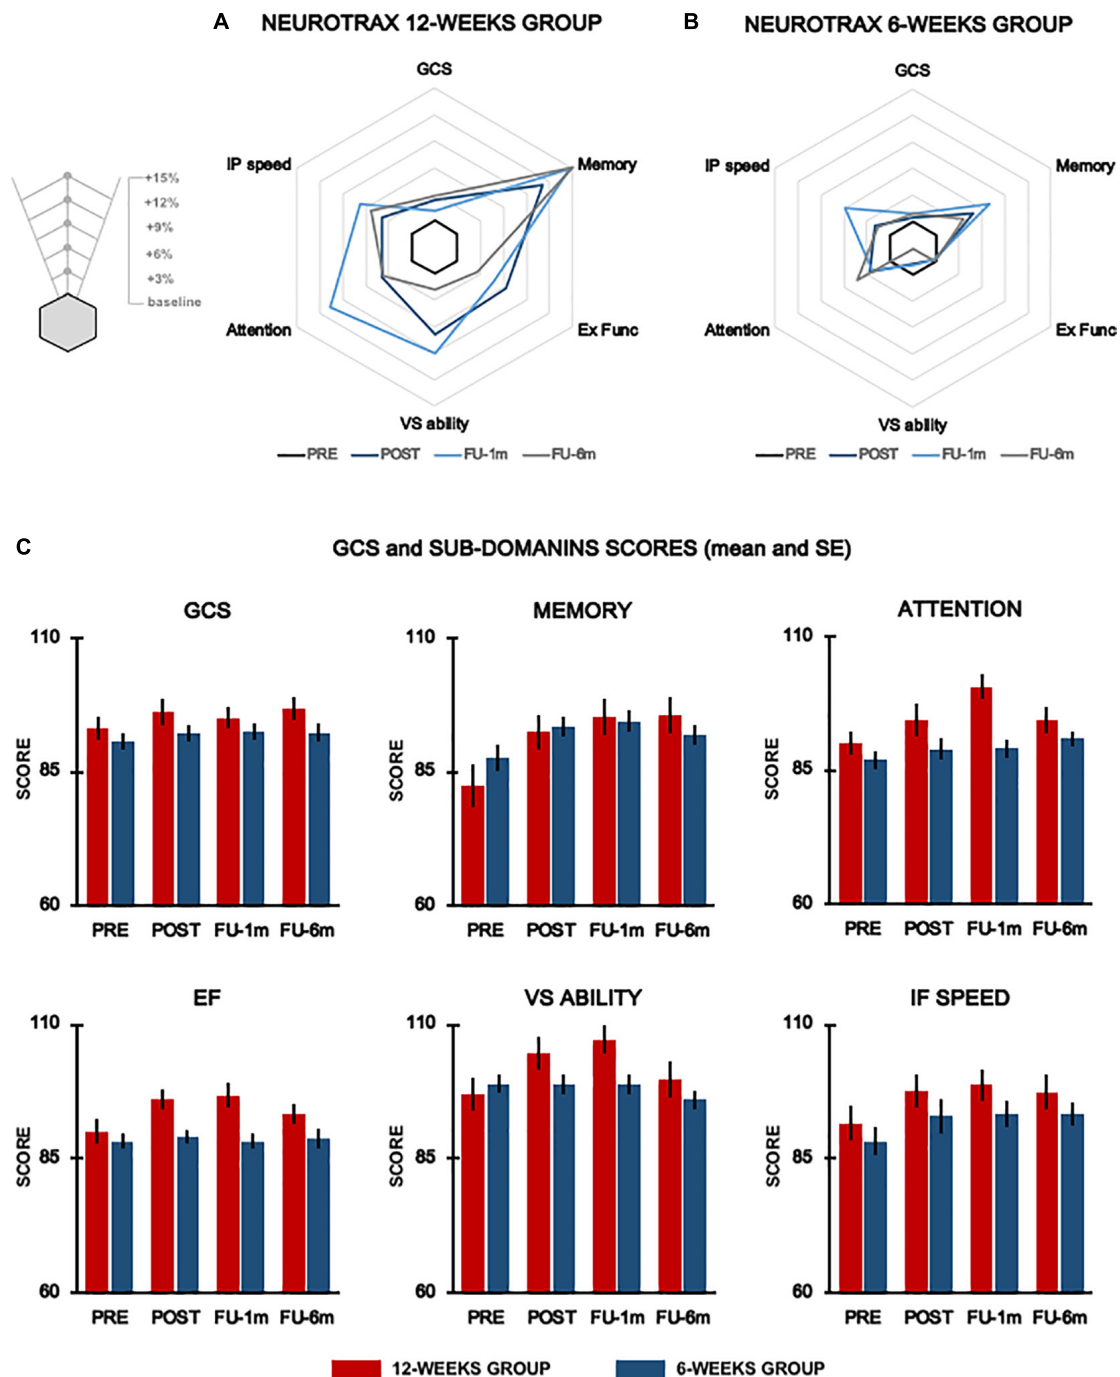 A NEUROTRAX 12-WEEKS GROUP
B NEUROTRAX 6-WEEKS GROUP
GCS
IP speed
Memory
Attention
Ex Func
VS ability
PRE POST FU-1m FU-6m
GCS
IP speed
Memory
Attention
Ex Func
VS ability
PRE POST FU-1m FU-6m
+15%
+12%
+9%
+6%
+3%
baseline
C GCS and SUB-DOMANINS SCORES (mean and SE)
GCS
110
85
60
SCORE
PRE POST FU-1m FU-6m
MEMORY
110
85
60
SCORE
PRE POST FU-1m FU-6m
ATTENTION
110
85
60
SCORE
PRE POST FU-1m FU-6m
EF
110
85
60
SCORE
PRE POST FU-1m FU-6m
VS ABILITY
110
85
60
SCORE
PRE POST FU-1m FU-6m
IF SPEED
110
85
60
SCORE
PRE POST FU-1m FU-6m
12-WEEKS GROUP 6-WEEKS GROUP